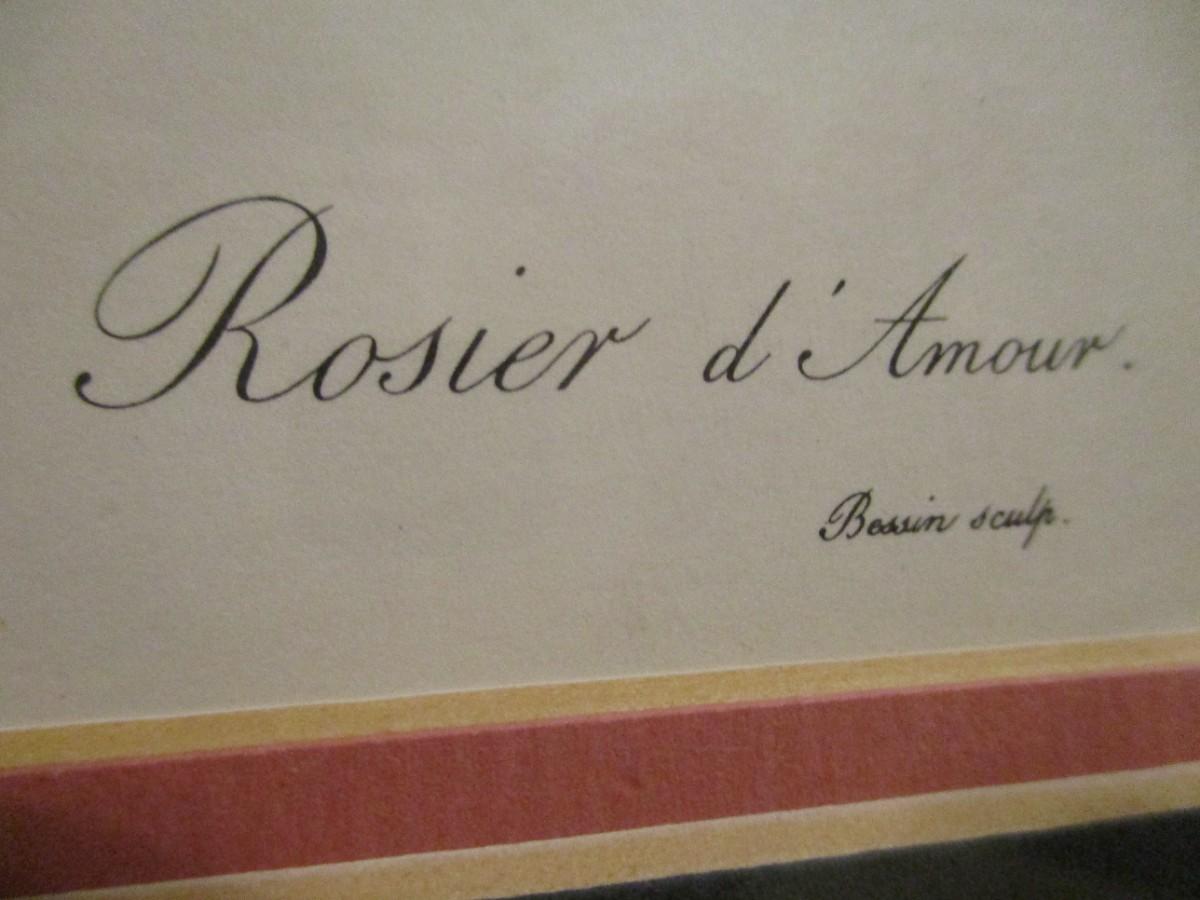 Rosier d'Amour.
Bessin sculp.